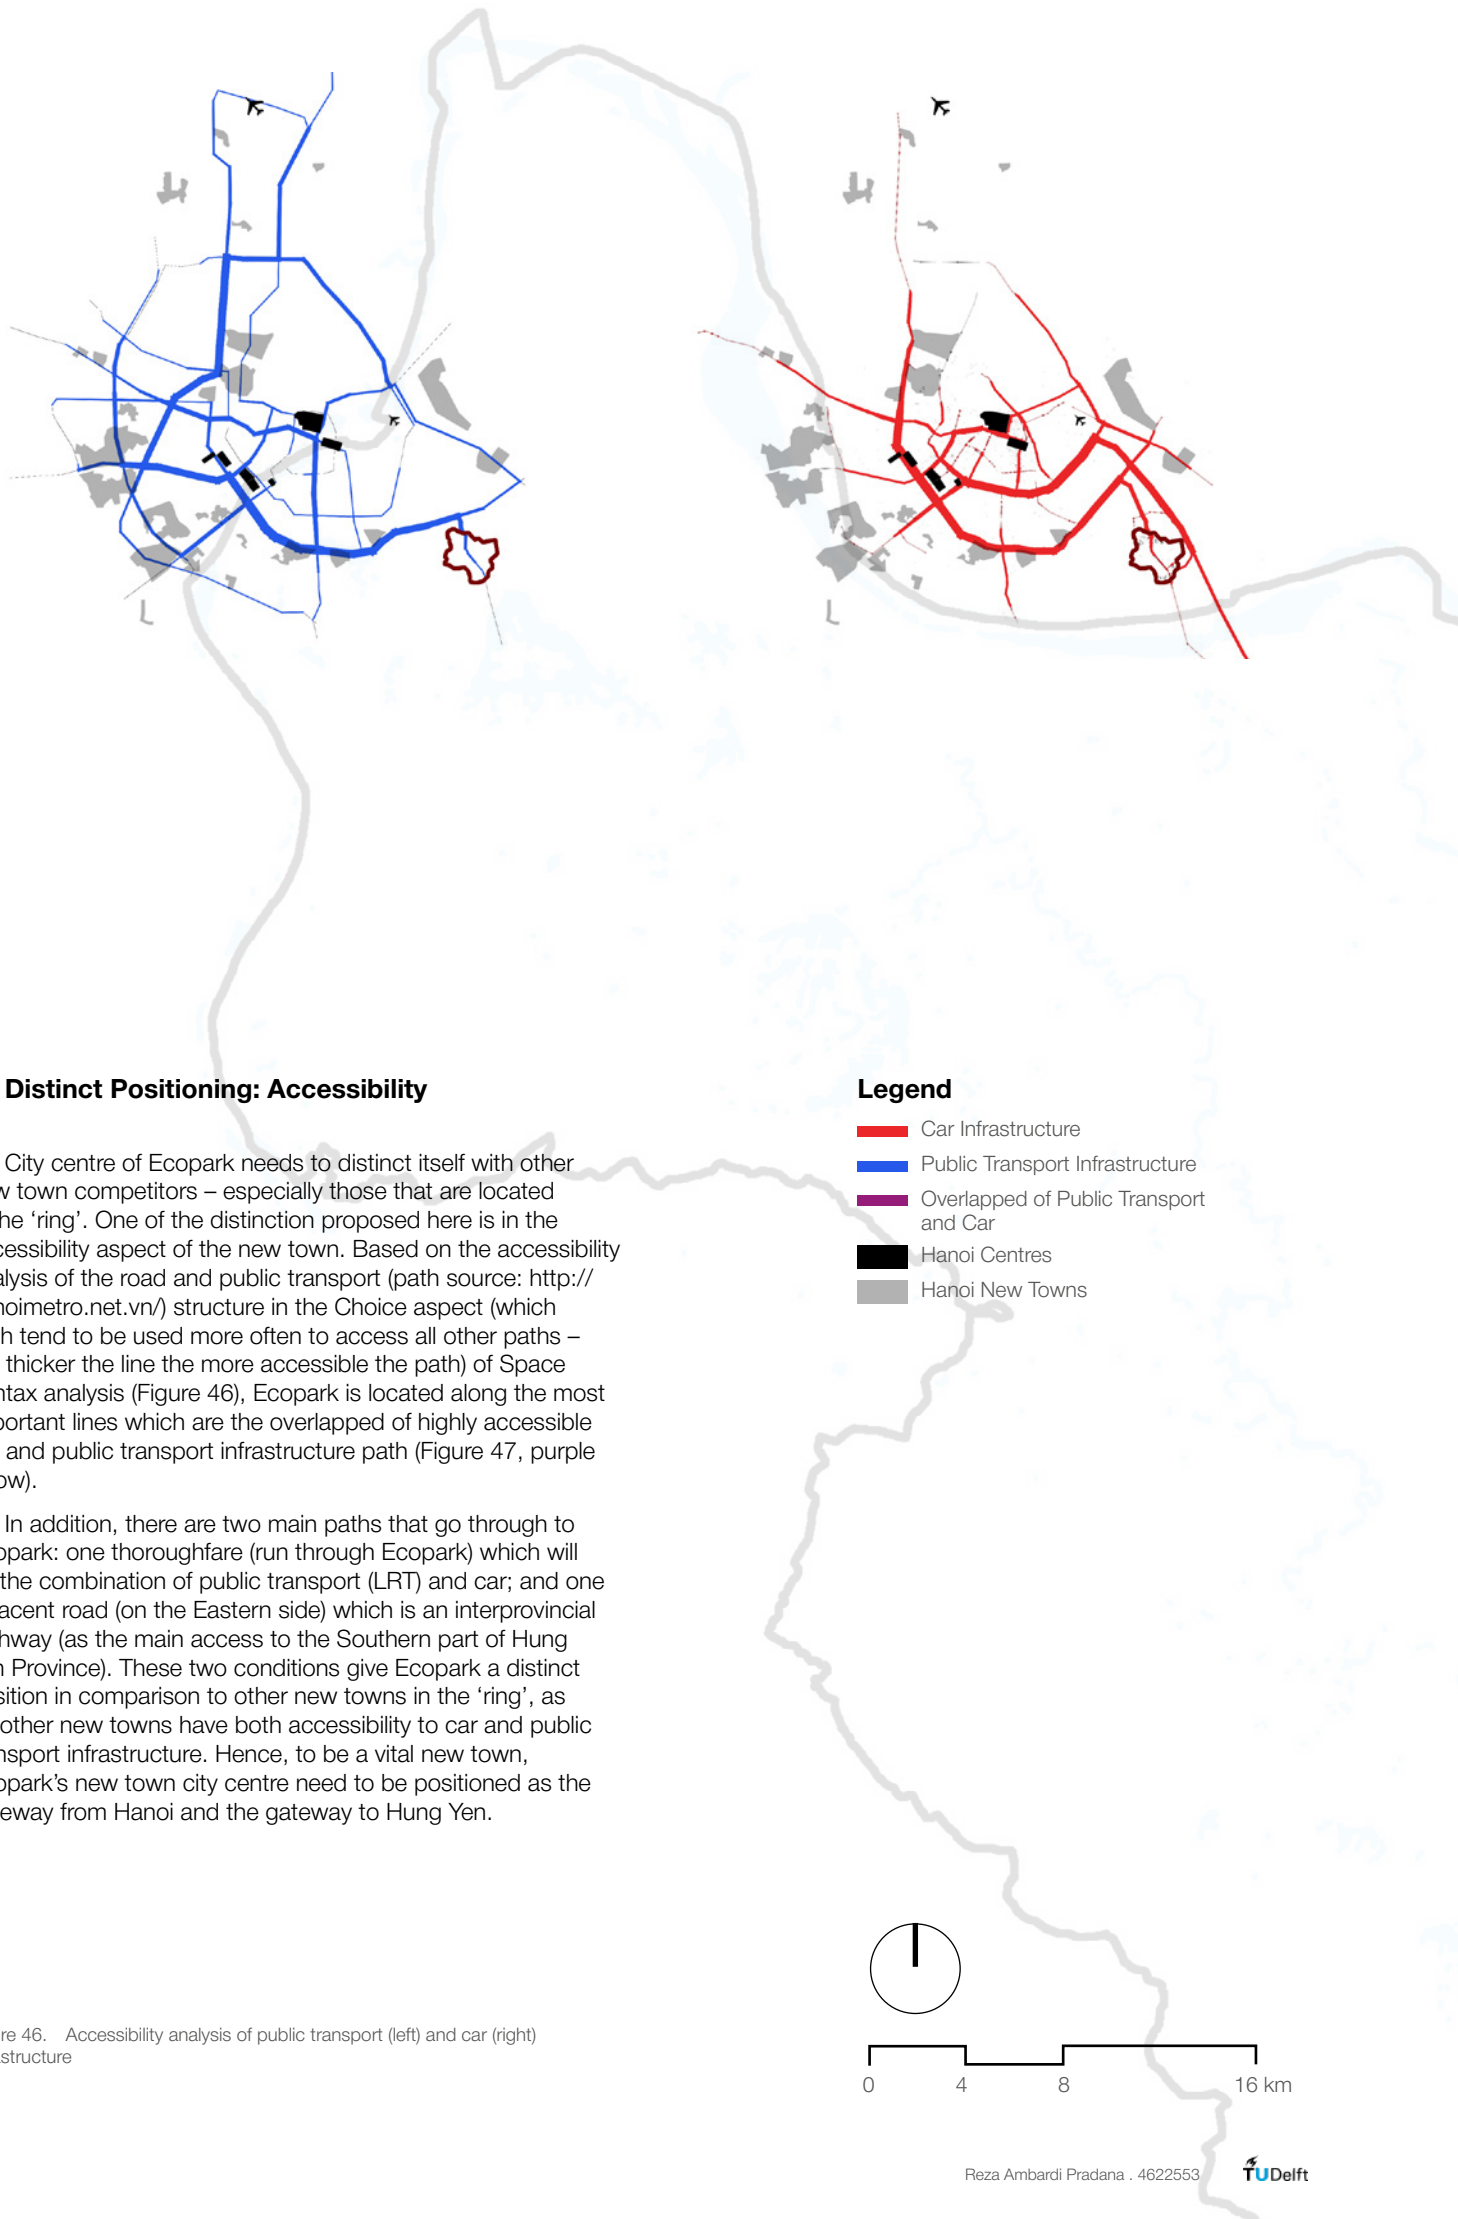 Distinct Positioning: Accessibility
City centre of Ecopark needs to distinct itself with other
w town competitors – especially those that are located
he ‘ring’. One of the distinction proposed here is in the
cessibility aspect of the new town. Based on the accessibility
alysis of the road and public transport (path source: http://
noimetro.net.vn/) structure in the Choice aspect (which
h tend to be used more often to access all other paths –
thicker the line the more accessible the path) of Space
ntax analysis (Figure 46), Ecopark is located along the most
portant lines which are the overlapped of highly accessible
and public transport infrastructure path (Figure 47, purple
ow).
In addition, there are two main paths that go through to
opark: one thoroughfare (run through Ecopark) which will
the combination of public transport (LRT) and car; and one
acent road (on the Eastern side) which is an interprovincial
hway (as the main access to the Southern part of Hung
n Province). These two conditions give Ecopark a distinct
sition in comparison to other new towns in the ‘ring’, as
other new towns have both accessibility to car and public
nsport infrastructure. Hence, to be a vital new town,
opark’s new town city centre need to be positioned as the
eway from Hanoi and the gateway to Hung Yen.
Legend
Car Infrastructure
Public Transport Infrastructure
Overlapped of Public Transport
and Car
Hanoi Centres
Hanoi New Towns
re 46. Accessibility analysis of public transport (left) and car (right)
astructure
0 4 8 16 km
Reza Ambardi Pradana . 4622553
TUDelft